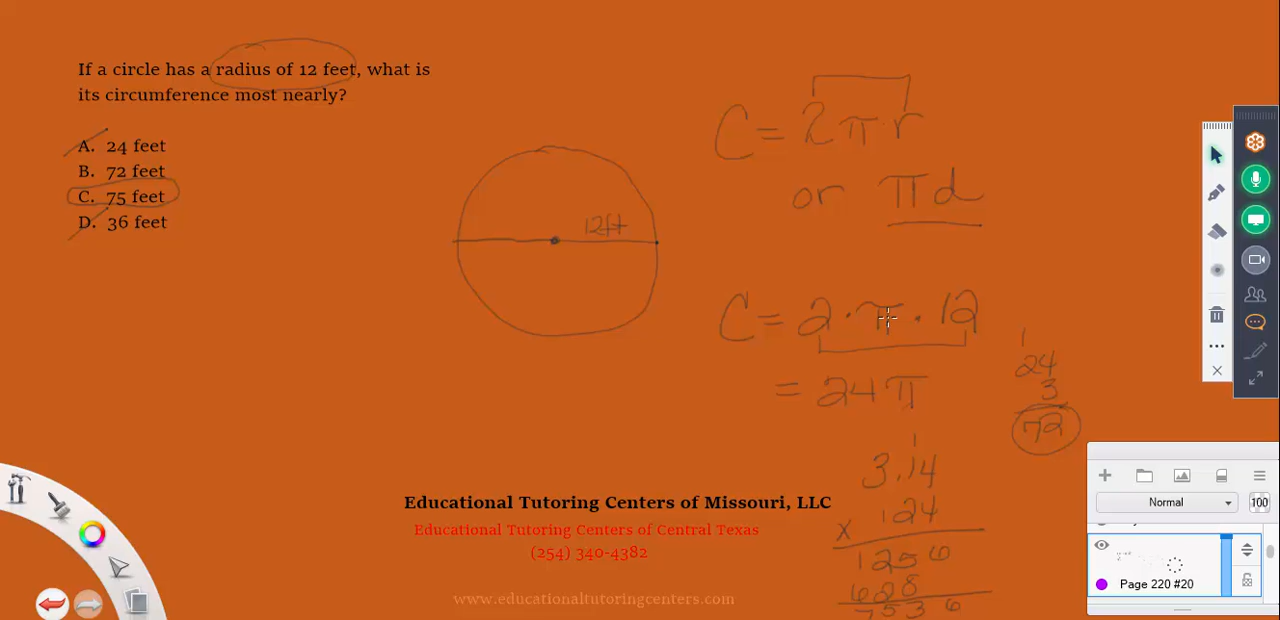 If a circle has a radius of 12 feet, what is
its circumference most nearly?
A. 24 feet
B. 72 feet
C. 75 feet
D. 36 feet
12ft
C = 2πr
or πd
C = 2·π·12
= 24π
1
24
3
72
1
3.14
x 24
1256
628
7536
Educational Tutoring Centers of Missouri, LLC
Educational Tutoring Centers of Central Texas
(254) 340-4382
www.educationaltutoringcenters.com
Normal
100
Page 220 #20